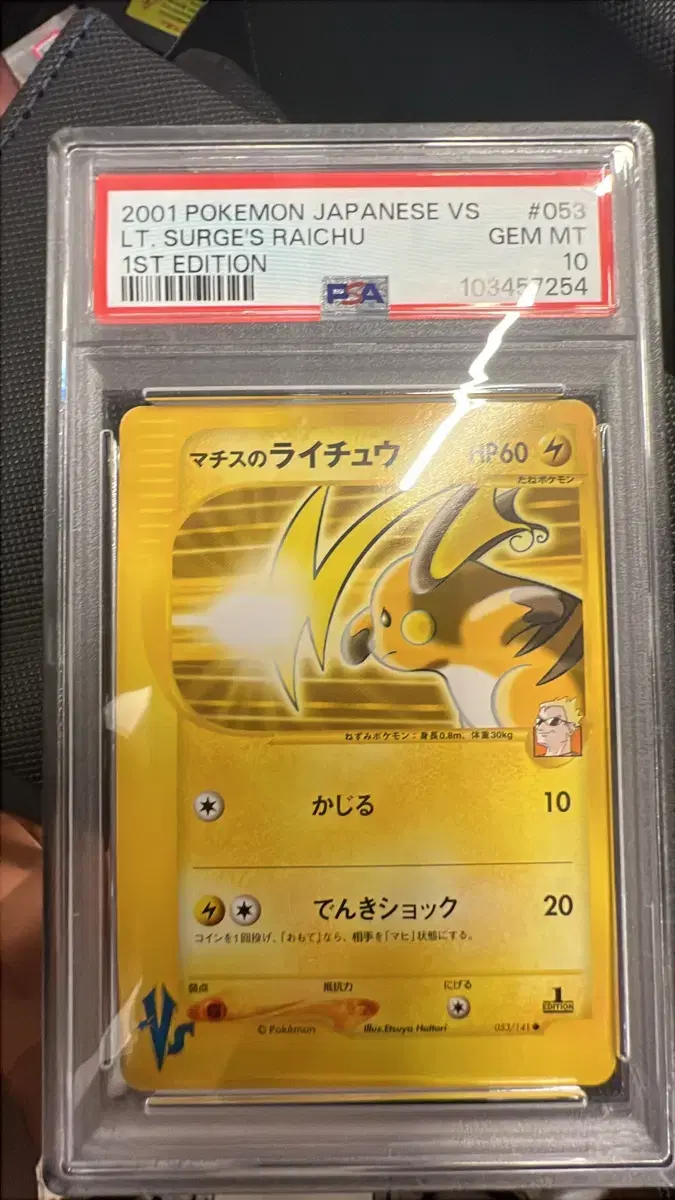 2001 POKEMON JAPANESE VS #053
LT. SURGE'S RAICHU GEM MT
1ST EDITION 10
PSA 103457254
マチスのライチュウ HP60
たねポケモン
ねずみポケモン：身長0.8m、体重30kg
かじる 10
でんきショック 20
コインを1回投げ、「おもて」なら、相手を「マヒ」状態にする。
弱点 抵抗力 にげる
1 EDITION
VS
© Pokémon Illus.Etsuya Hattori 053/141